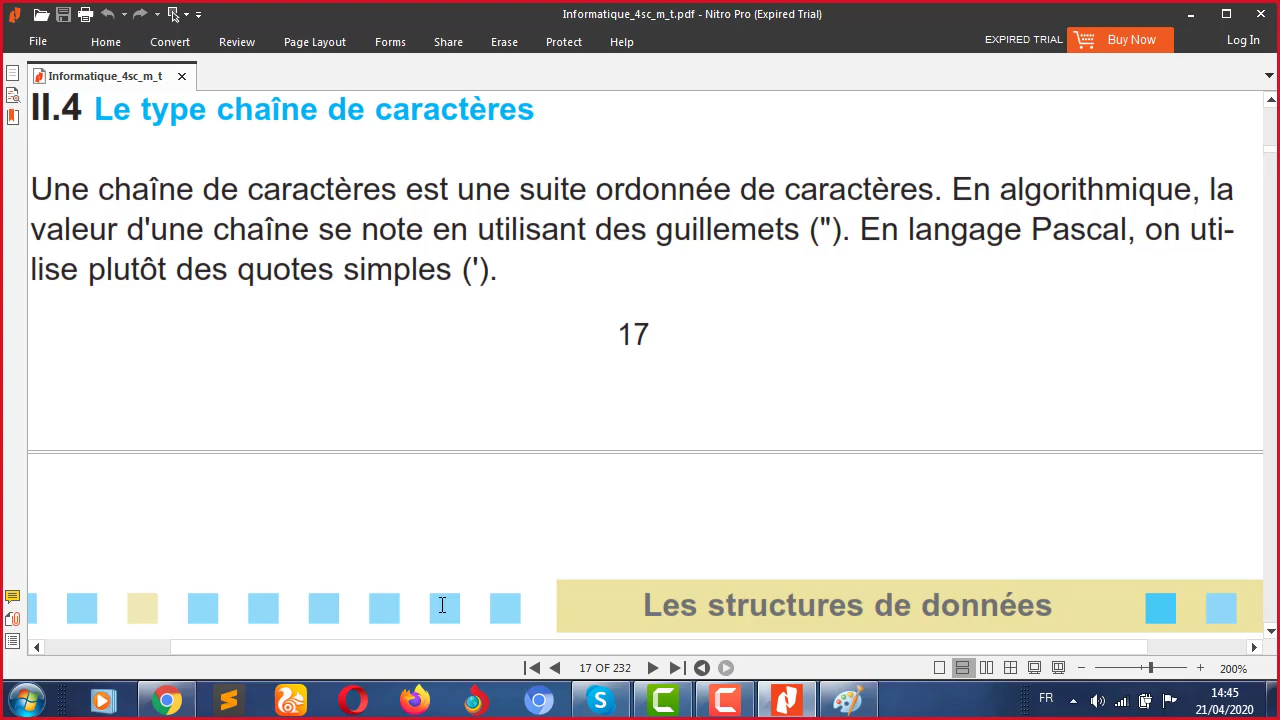 Informatique_4sc_m_t.pdf - Nitro Pro (Expired Trial)
File Home Convert Review Page Layout Forms Share Erase Protect Help EXPIRED TRIAL Buy Now Log In
Informatique_4sc_m_t
II.4 Le type chaîne de caractères
Une chaîne de caractères est une suite ordonnée de caractères. En algorithmique, la
valeur d'une chaîne se note en utilisant des guillemets ("). En langage Pascal, on uti-
lise plutôt des quotes simples (').
17
Les structures de données
17 OF 232 200%
FR 14:45
21/04/2020